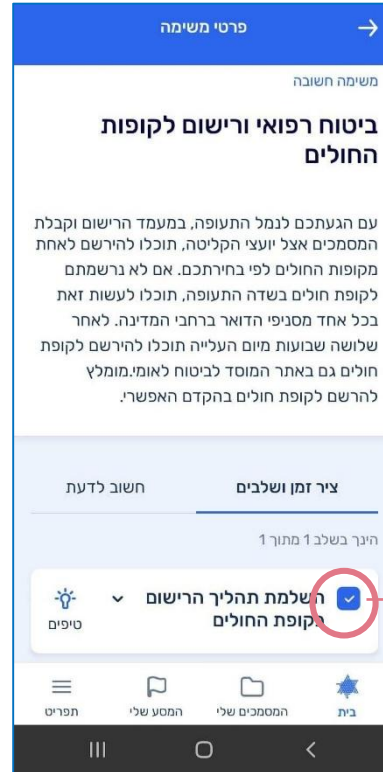 פרטי משימה
משימה חשובה
ביטוח רפואי ורישום לקופות
החולים
עם הגעתכם לנמל התעופה, במעמד הרישום וקבלת
המסמכים אצל יועצי הקליטה, תוכלו להירשם לאחת
מקופות החולים לפי בחירתכם. אם לא נרשמתם
לקופת חולים בשדה התעופה, תוכלו לעשות זאת
בכל אחד מסניפי הדואר ברחבי המדינה. לאחר
שלושה שבועות מיום העלייה תוכלו להירשם לקופת
חולים גם באתר המוסד לביטוח לאומי.מומלץ
להרשם לקופת חולים בהקדם האפשרי.
ציר זמן ושלבים
חשוב לדעת
הינך בשלב 1 מתוך 1
השלמת תהליך הרישום
לקופת החולים
טיפים
בית
המסמכים שלי
המסע שלי
תפריט